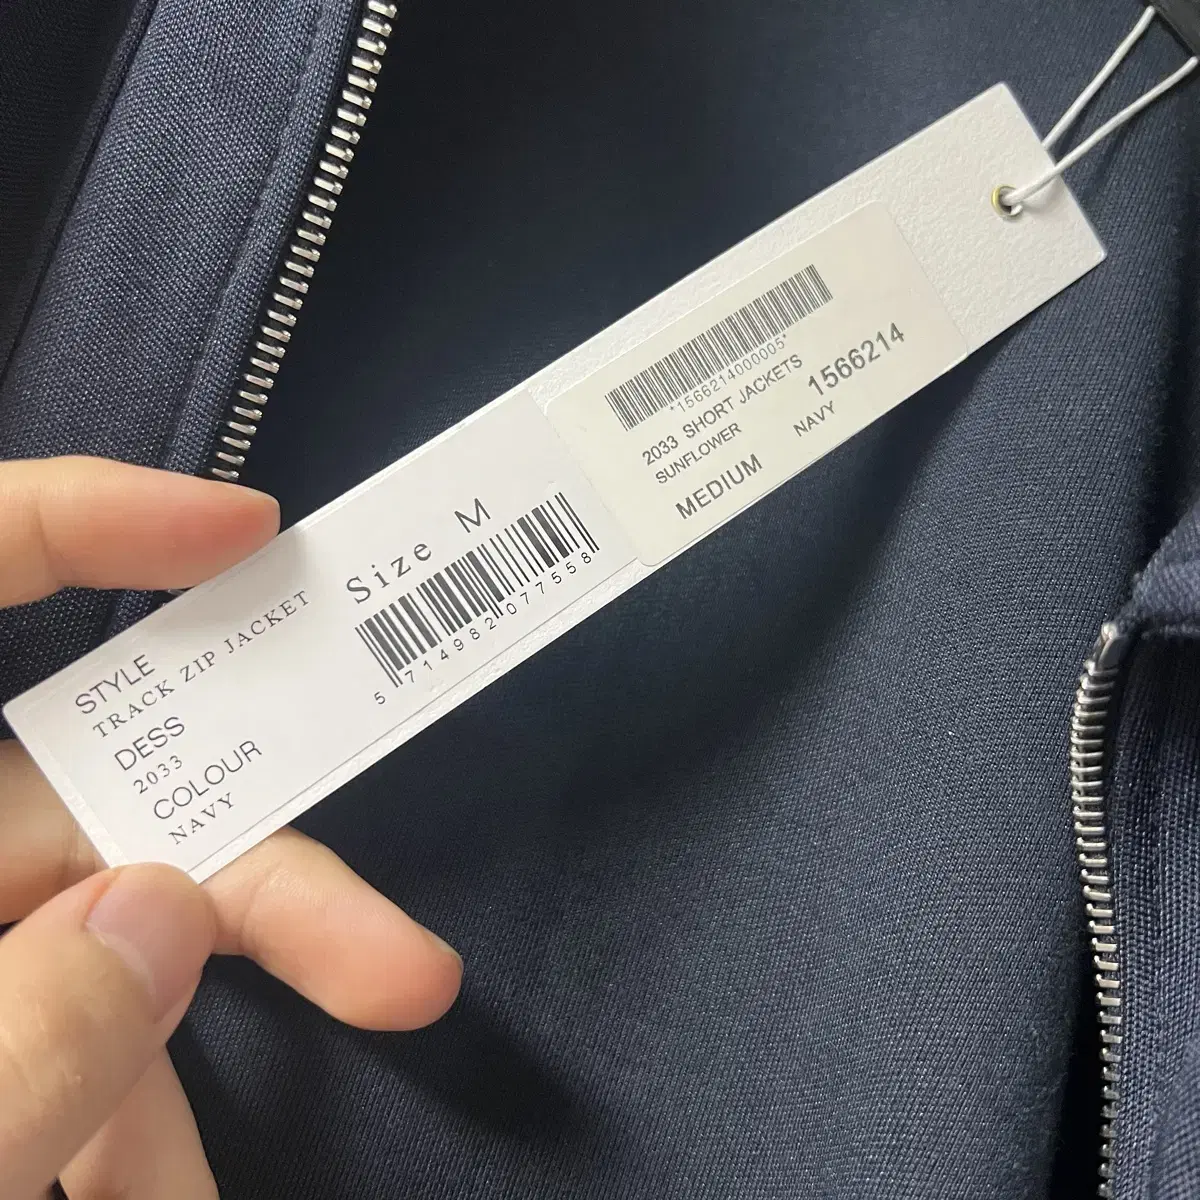 *1566214000005*
2033 SHORT JACKETS
1566214
SUNFLOWER
NAVY
MEDIUM
Size M
5 714982 077558
STYLE
TRACK ZIP JACKET
DESS
2033
COLOUR
NAVY